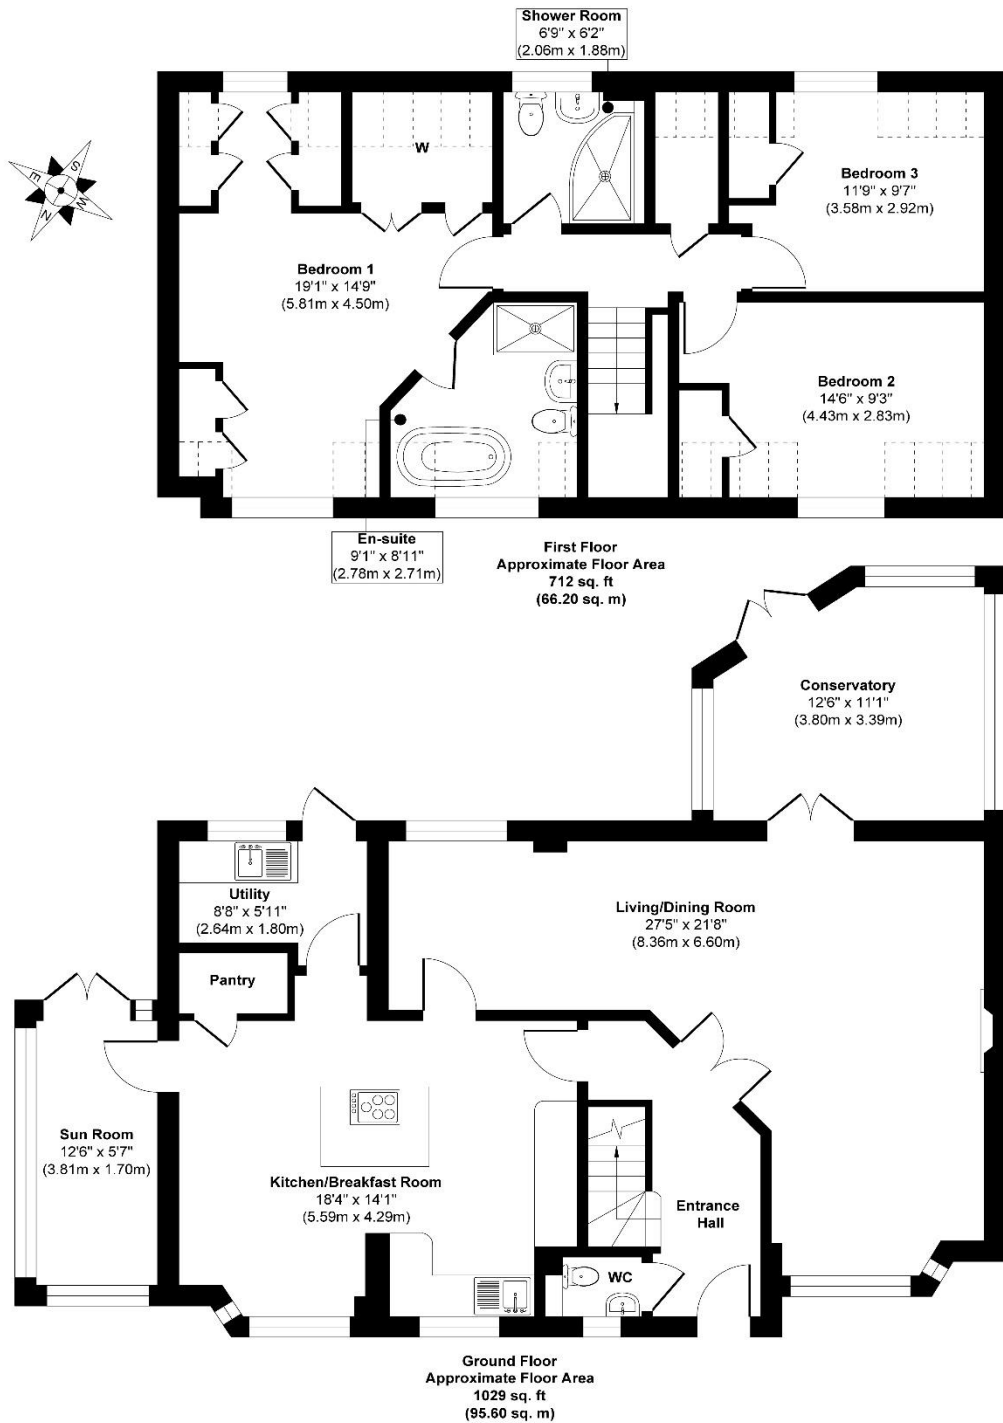 Shower Room
6'9" x 6'2"
(2.06m x 1.88m)
S
E
W
N
W
Bedroom 3
11'9" x 9'7"
(3.58m x 2.92m)
Bedroom 1
19'1" x 14'9"
(5.81m x 4.50m)
Bedroom 2
14'6" x 9'3"
(4.43m x 2.83m)
En-suite
9'1" x 8'11"
(2.78m x 2.71m)
First Floor
Approximate Floor Area
712 sq. ft
(66.20 sq. m)
Conservatory
12'6" x 11'1"
(3.80m x 3.39m)
Utility
8'8" x 5'11"
(2.64m x 1.80m)
Living/Dining Room
27'5" x 21'8"
(8.36m x 6.60m)
Pantry
Sun Room
12'6" x 5'7"
(3.81m x 1.70m)
Kitchen/Breakfast Room
18'4" x 14'1"
(5.59m x 4.29m)
Entrance
Hall
WC
Ground Floor
Approximate Floor Area
1029 sq. ft
(95.60 sq. m)